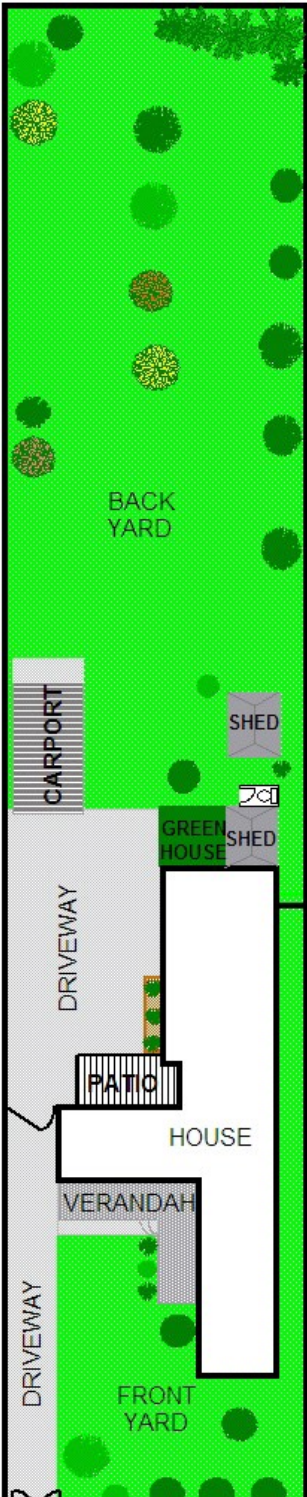 BACK
YARD
CARPORT
SHED
GREEN
HOUSE
SHED
DRIVEWAY
PATIO
HOUSE
VERANDAH
DRIVEWAY
FRONT
YARD